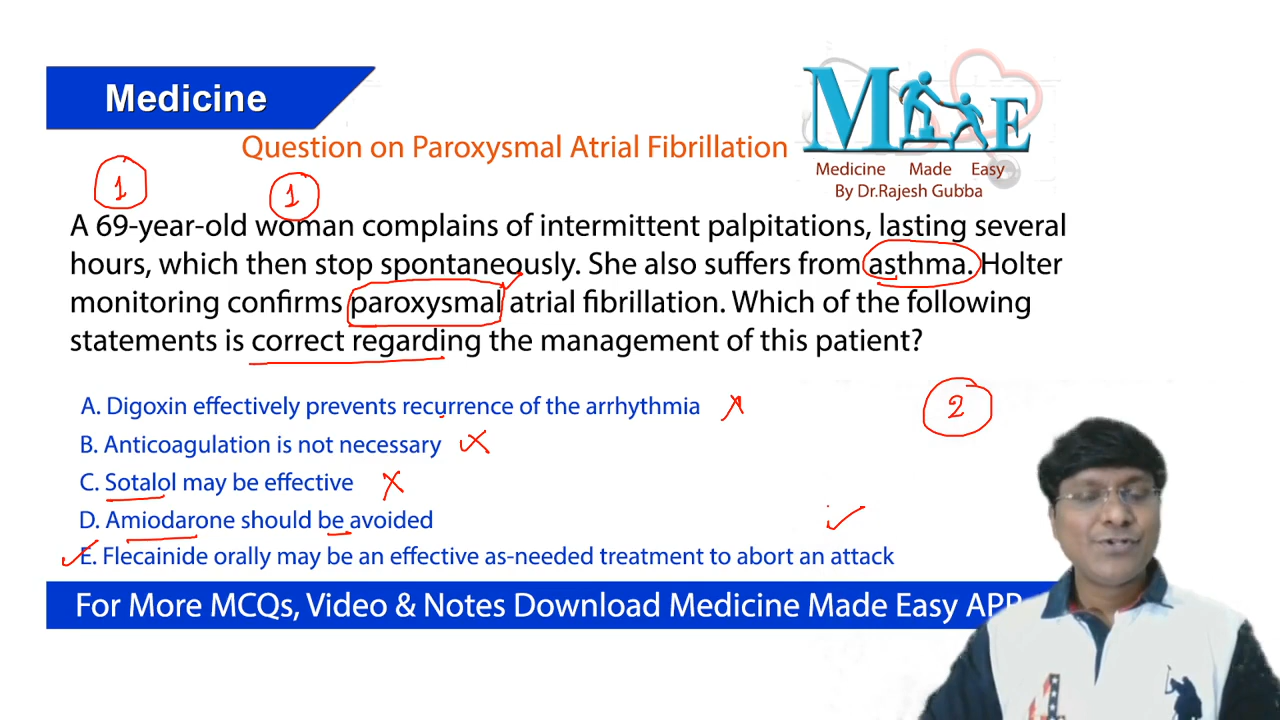 Medicine
Question on Paroxysmal Atrial Fibrillation
M E
Medicine Made Easy
By Dr.Rajesh Gubba
1
1
A 69-year-old woman complains of intermittent palpitations, lasting several
hours, which then stop spontaneously. She also suffers from asthma. Holter
monitoring confirms paroxysmal atrial fibrillation. Which of the following
statements is correct regarding the management of this patient?
A. Digoxin effectively prevents recurrence of the arrhythmia
2
B. Anticoagulation is not necessary
C. Sotalol may be effective
D. Amiodarone should be avoided
E. Flecainide orally may be an effective as-needed treatment to abort an attack
For More MCQs, Video & Notes Download Medicine Made Easy APP